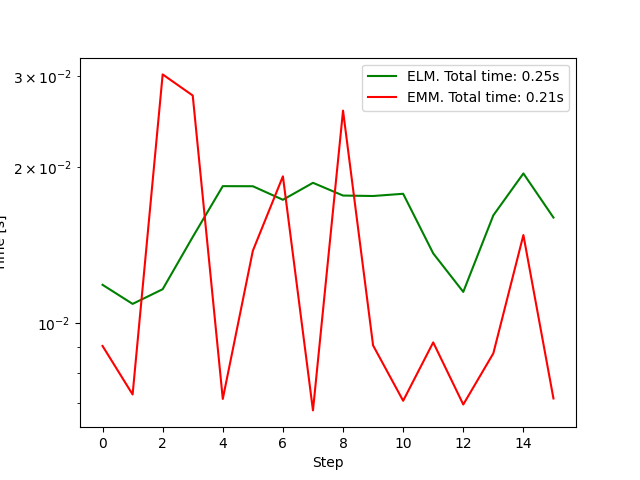 ELM. Total time: 0.25s
EMM. Total time: 0.21s
3 × 10⁻²
2 × 10⁻²
10⁻²
[s]
0 2 4 6 8 10 12 14
Step